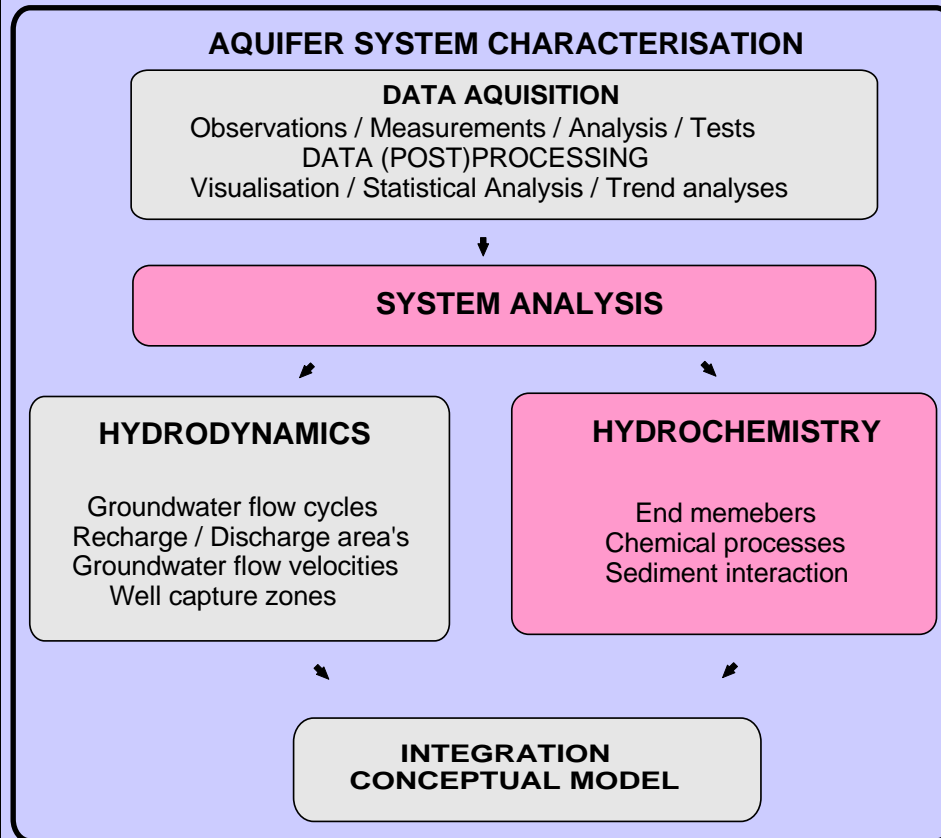 AQUIFER SYSTEM CHARACTERISATION
DATA AQUISITION
Observations / Measurements / Analysis / Tests
DATA (POST)PROCESSING
Visualisation / Statistical Analysis / Trend analyses
SYSTEM ANALYSIS
HYDRODYNAMICS
Groundwater flow cycles
Recharge / Discharge area's
Groundwater flow velocities
Well capture zones
HYDROCHEMISTRY
End memebers
Chemical processes
Sediment interaction
INTEGRATION
CONCEPTUAL MODEL